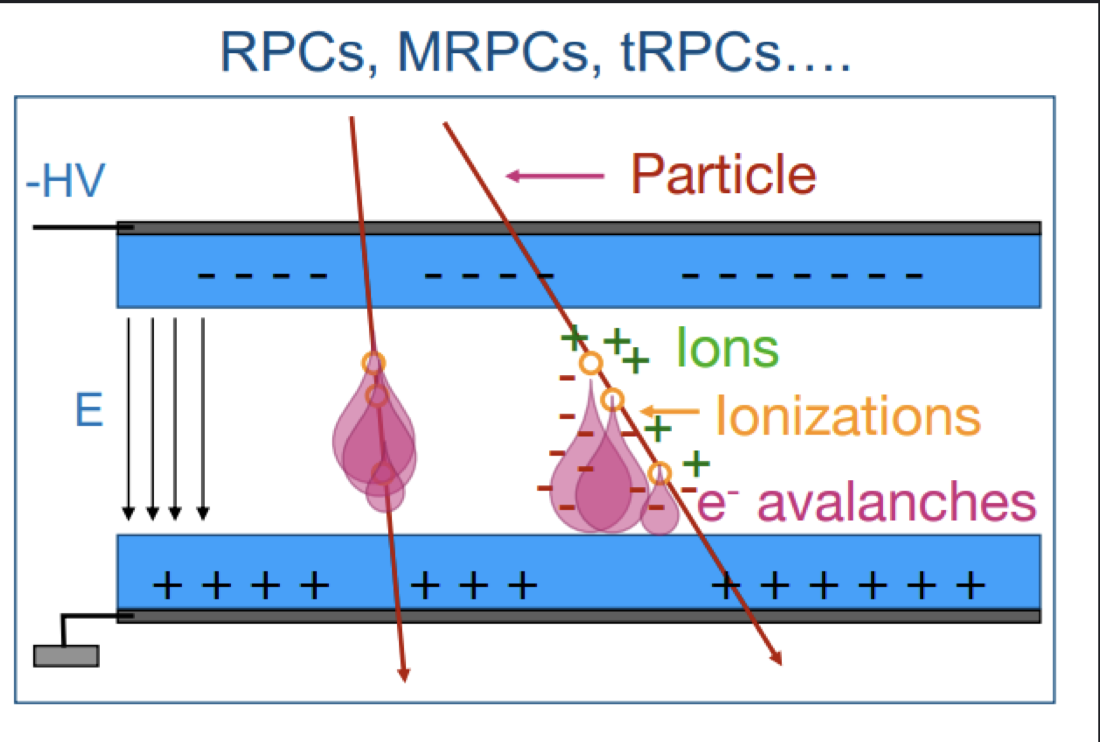 RPCs, MRPCs, tRPCs....
-HV
Particle
- - - - - - - - - - - - - - -
+ + +
Ions
-
E
Ionizations
- - - +
- - +
- - - e- avalanches
- -
+ + + + + + + + + + + + +